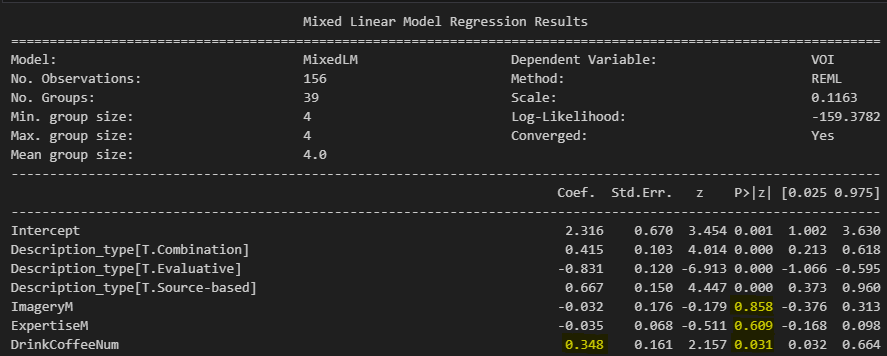 Mixed Linear Model Regression Results
================================================================================
Model: MixedLM Dependent Variable: VOI
No. Observations: 156 Method: REML
No. Groups: 39 Scale: 0.1163
Min. group size: 4 Log-Likelihood: -159.3782
Max. group size: 4 Converged: Yes
Mean group size: 4.0
--------------------------------------------------------------------------------
Coef. Std.Err. z P>|z| [0.025 0.975]
--------------------------------------------------------------------------------
Intercept 2.316 0.670 3.454 0.001 1.002 3.630
Description_type[T.Combination] 0.415 0.103 4.014 0.000 0.213 0.618
Description_type[T.Evaluative] -0.831 0.120 -6.913 0.000 -1.066 -0.595
Description_type[T.Source-based] 0.667 0.150 4.447 0.000 0.373 0.960
ImageryM -0.032 0.176 -0.179 0.858 -0.376 0.313
ExpertiseM -0.035 0.068 -0.511 0.609 -0.168 0.098
DrinkCoffeeNum 0.348 0.161 2.157 0.031 0.032 0.664